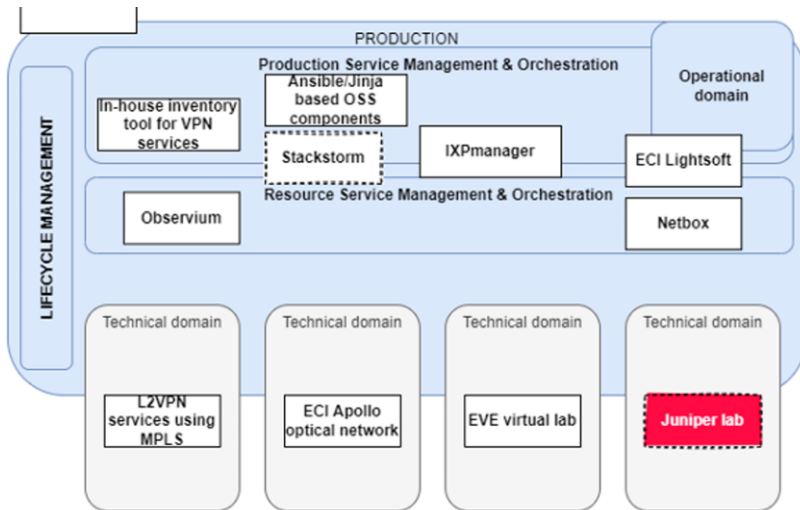 PRODUCTION
Production Service Management & Orchestration
Operational
domain
In-house inventory
tool for VPN
services
Ansible/Jinja
based OSS
components
Stackstorm
IXPmanager
ECI Lightsoft
LIFECYCLE MANAGEMENT
Resource Service Management & Orchestration
Observium
Netbox
Technical domain
L2VPN
services using
MPLS
Technical domain
ECI Apollo
optical network
Technical domain
EVE virtual lab
Technical domain
Juniper lab